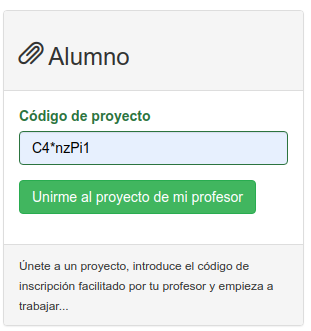 Alumno
Código de proyecto
C4*nzPi1
Unirme al proyecto de mi profesor
Únete a un proyecto, introduce el código de
inscripción facilitado por tu profesor y empieza a
trabajar...